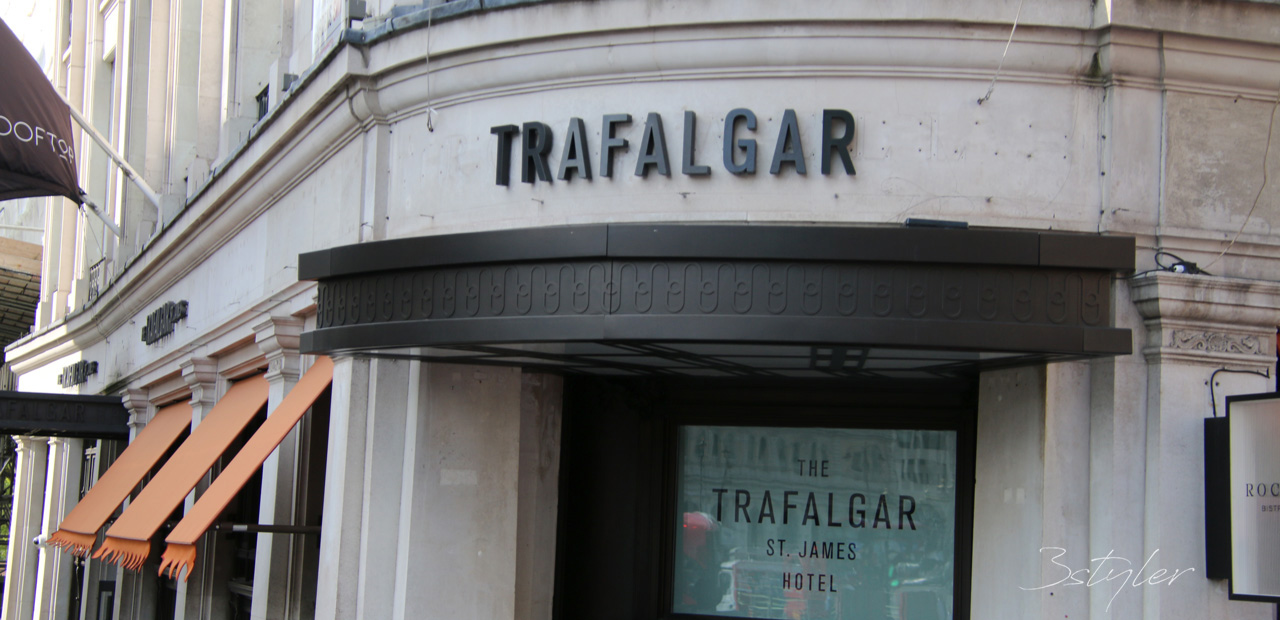 TRAFALGAR
THE
TRAFALGAR
ST. JAMES
HOTEL
3styler